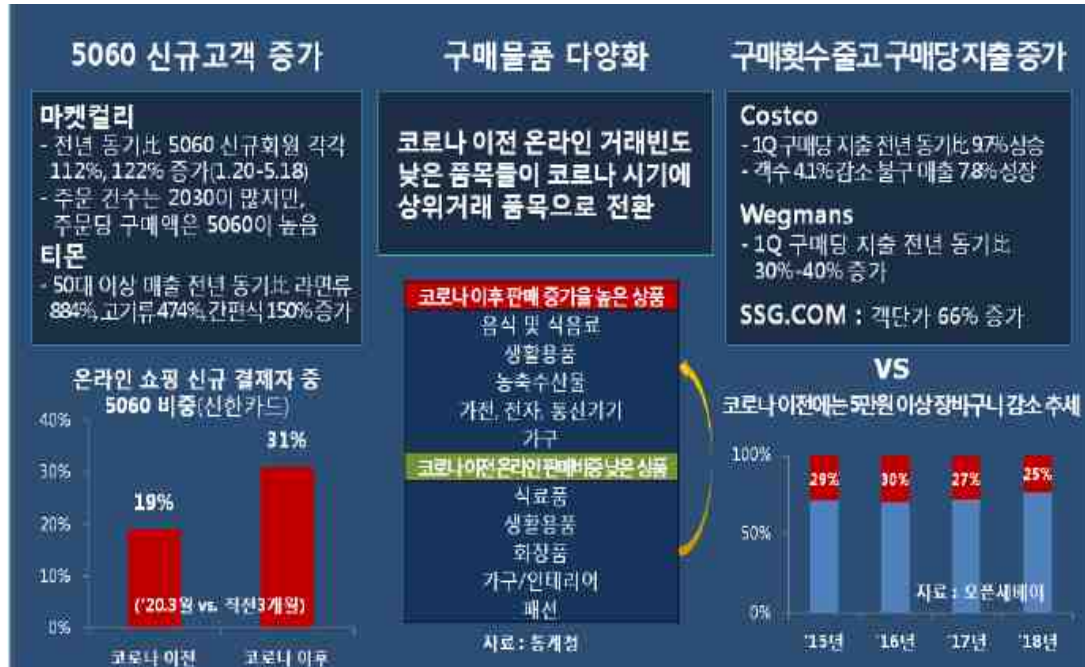 5060 신규고객 증가
마켓컬리
- 전년 동기比 5060 신규회원 각각
112%, 122% 증가(1.20-5.18)
- 주문 건수는 2030이 많지만,
주문당 구매액은 5060이 높음
티몬
- 50대 이상 매출 전년 동기比 라면류
884%, 고기류 474%, 간편식 150% 증가
온라인 쇼핑 신규 결제자 중
5060 비중(신한카드)
40%
30%
20%
10%
0%
19%
31%
('20.3월 vs. 직전3개월)
코로나 이전
코로나 이후
구매물품 다양화
코로나 이전 온라인 거래빈도
낮은 품목들이 코로나 시기에
상위거래 품목으로 전환
코로나 이후 판매 증가율 높은 상품
음식 및 식음료
생활용품
농축수산물
가전, 전자, 통신기기
가구
코로나 이전 온라인 판매비중 낮은 상품
식료품
생활용품
화장품
가구/인테리어
패션
자료 : 통계청
구매횟수 줄고 구매당 지출 증가
Costco
- 1Q 구매당 지출 전년 동기比 9.7% 상승
- 객수 4.1% 감소 불구 매출 7.8% 성장
Wegmans
- 1Q 구매당 지출 전년 동기比
30%-40% 증가
SSG.COM : 객단가 66% 증가
VS
코로나 이전에는 5만원 이상 장바구니 감소 추세
100%
50%
0%
29%
30%
27%
25%
자료 : 오픈서베이
'15년
'16년
'17년
'18년